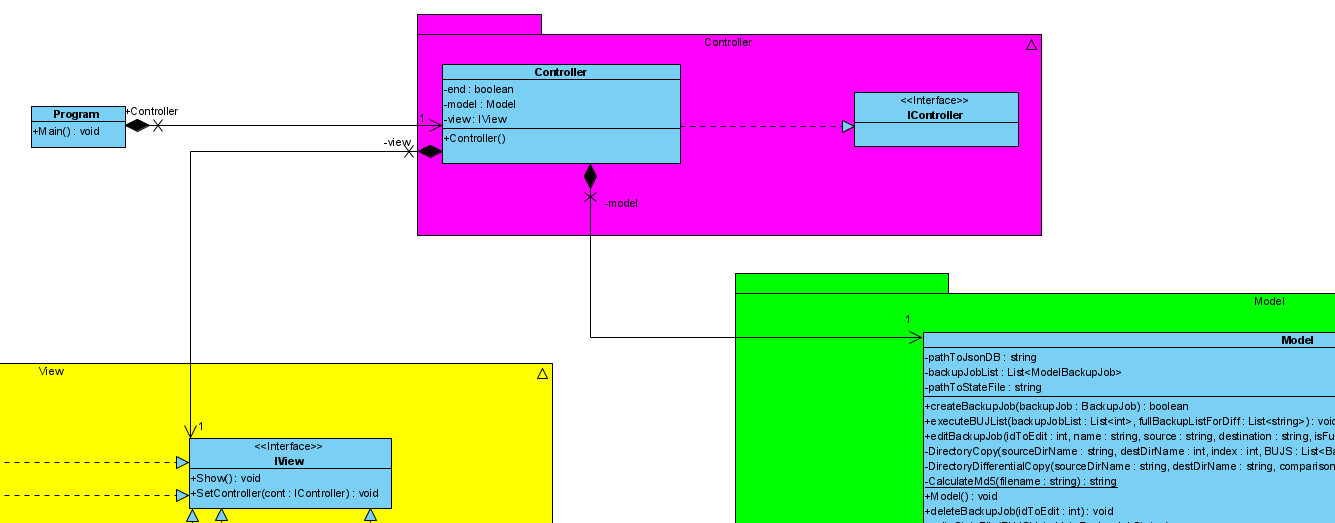 Controller
Controller
-end : boolean
-model : Model
-view : IView
+Controller()
<<Interface>>
IController
Program
+Main() : void
+Controller
1
-view
-model
Model
1
Model
-pathToJsonDB : string
-backupJobList : List<ModelBackupJob>
-pathToStateFile : string
+createBackupJob(backupJob : BackupJob) : boolean
+executeBUJList(backupJobList : List<int>, fullBackupListForDiff : List<string>) : void
+editBackupJob(idToEdit : int, name : string, source : string, destination : string, isFu
-DirectoryCopy(sourceDirName : string, destDirName : int, index : int, BUJS : List<Ba
-DirectoryDifferentialCopy(sourceDirName : string, destDirName : string, comparison
-CalculateMd5(filename : string) : string
+Model() : void
+deleteBackupJob(idToEdit : int) : void
View
1
<<Interface>>
IView
+Show() : void
+SetController(cont : IController) : void